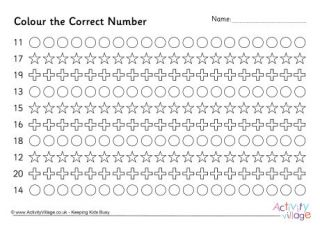 Colour the Correct Number
Name:
11
17
19
13
15
16
18
12
20
14
© www.ActivityVillage.co.uk - Keeping Kids Busy
Activity
Village